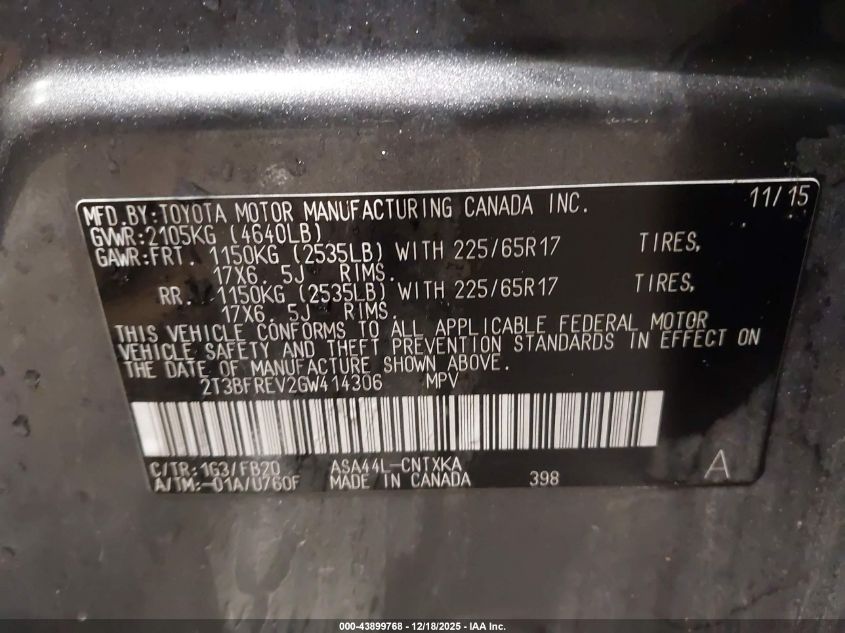 MFD.BY:TOYOTA MOTOR MANUFACTURING CANADA INC. 11/15
GVWR:2105KG (4640LB)
GAWR:FRT. 1150KG (2535LB) WITH 225/65R17 TIRES,
17X6. 5J RIMS.
RR. 1150KG (2535LB) WITH 225/65R17 TIRES,
17X6. 5J RIMS.
THIS VEHICLE CONFORMS TO ALL APPLICABLE FEDERAL MOTOR
VEHICLE SAFETY AND THEFT PREVENTION STANDARDS IN EFFECT ON
THE DATE OF MANUFACTURE SHOWN ABOVE.
2T3BFREV2GW414306 MPV
C/TR:1G3/FB20 ASA44L-CNTXKA A
A/TM:-01A/U760F MADE IN CANADA 398
000-43899768 - 12/18/2025 - IAA Inc.